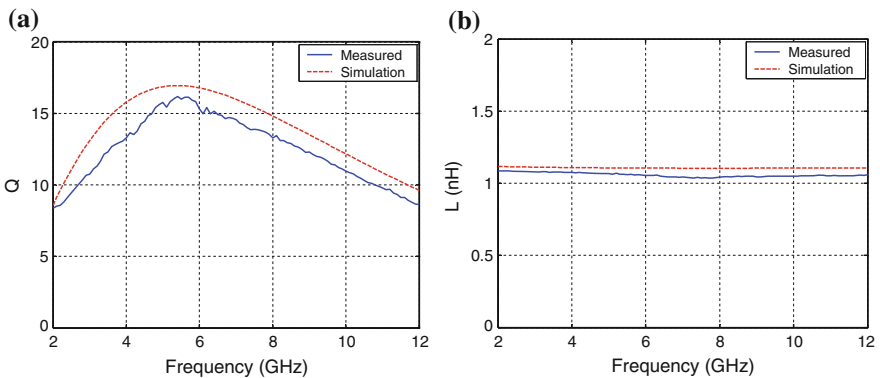 (a)
20
15
10
5
0
Q
2
4
6
8
10
12
Frequency (GHz)
Measured
Simulation
(b)
2
1.5
1
0.5
0
L (nH)
2
4
6
8
10
12
Frequency (GHz)
Measured
Simulation